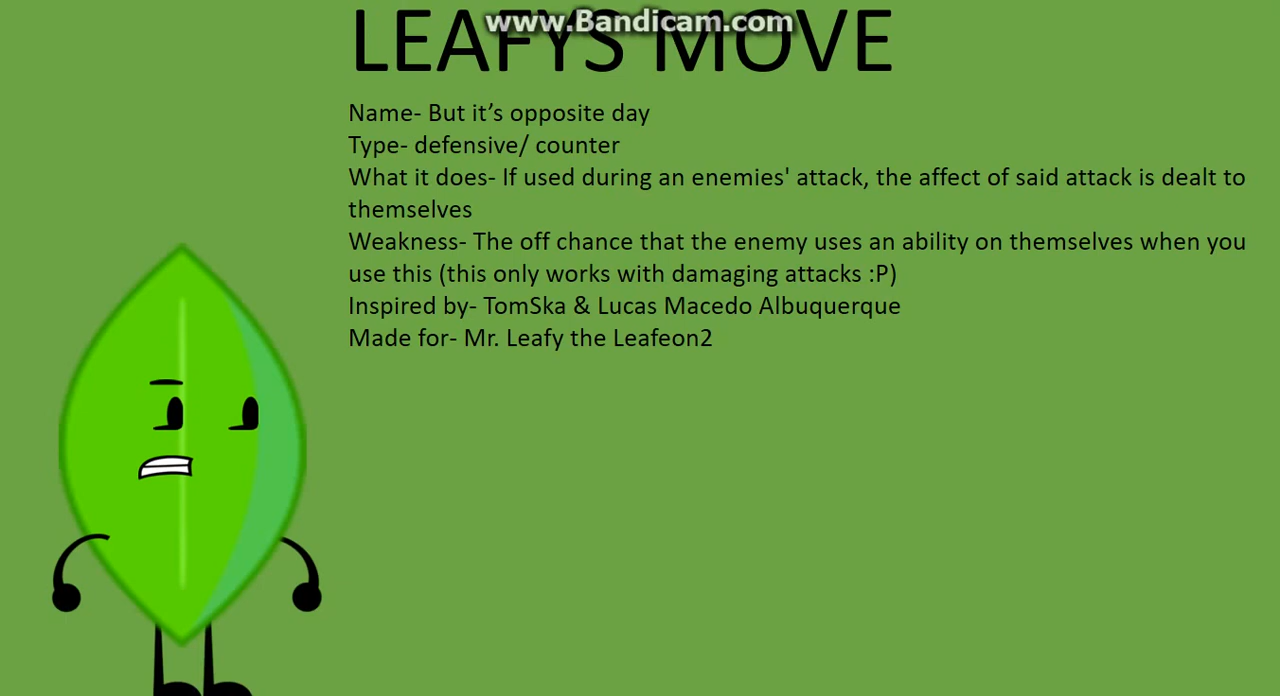 www.Bandicam.com
LEAFYS MOVE
Name- But it’s opposite day
Type- defensive/ counter
What it does- If used during an enemies' attack, the affect of said attack is dealt to
themselves
Weakness- The off chance that the enemy uses an ability on themselves when you
use this (this only works with damaging attacks :P)
Inspired by- TomSka & Lucas Macedo Albuquerque
Made for- Mr. Leafy the Leafeon2